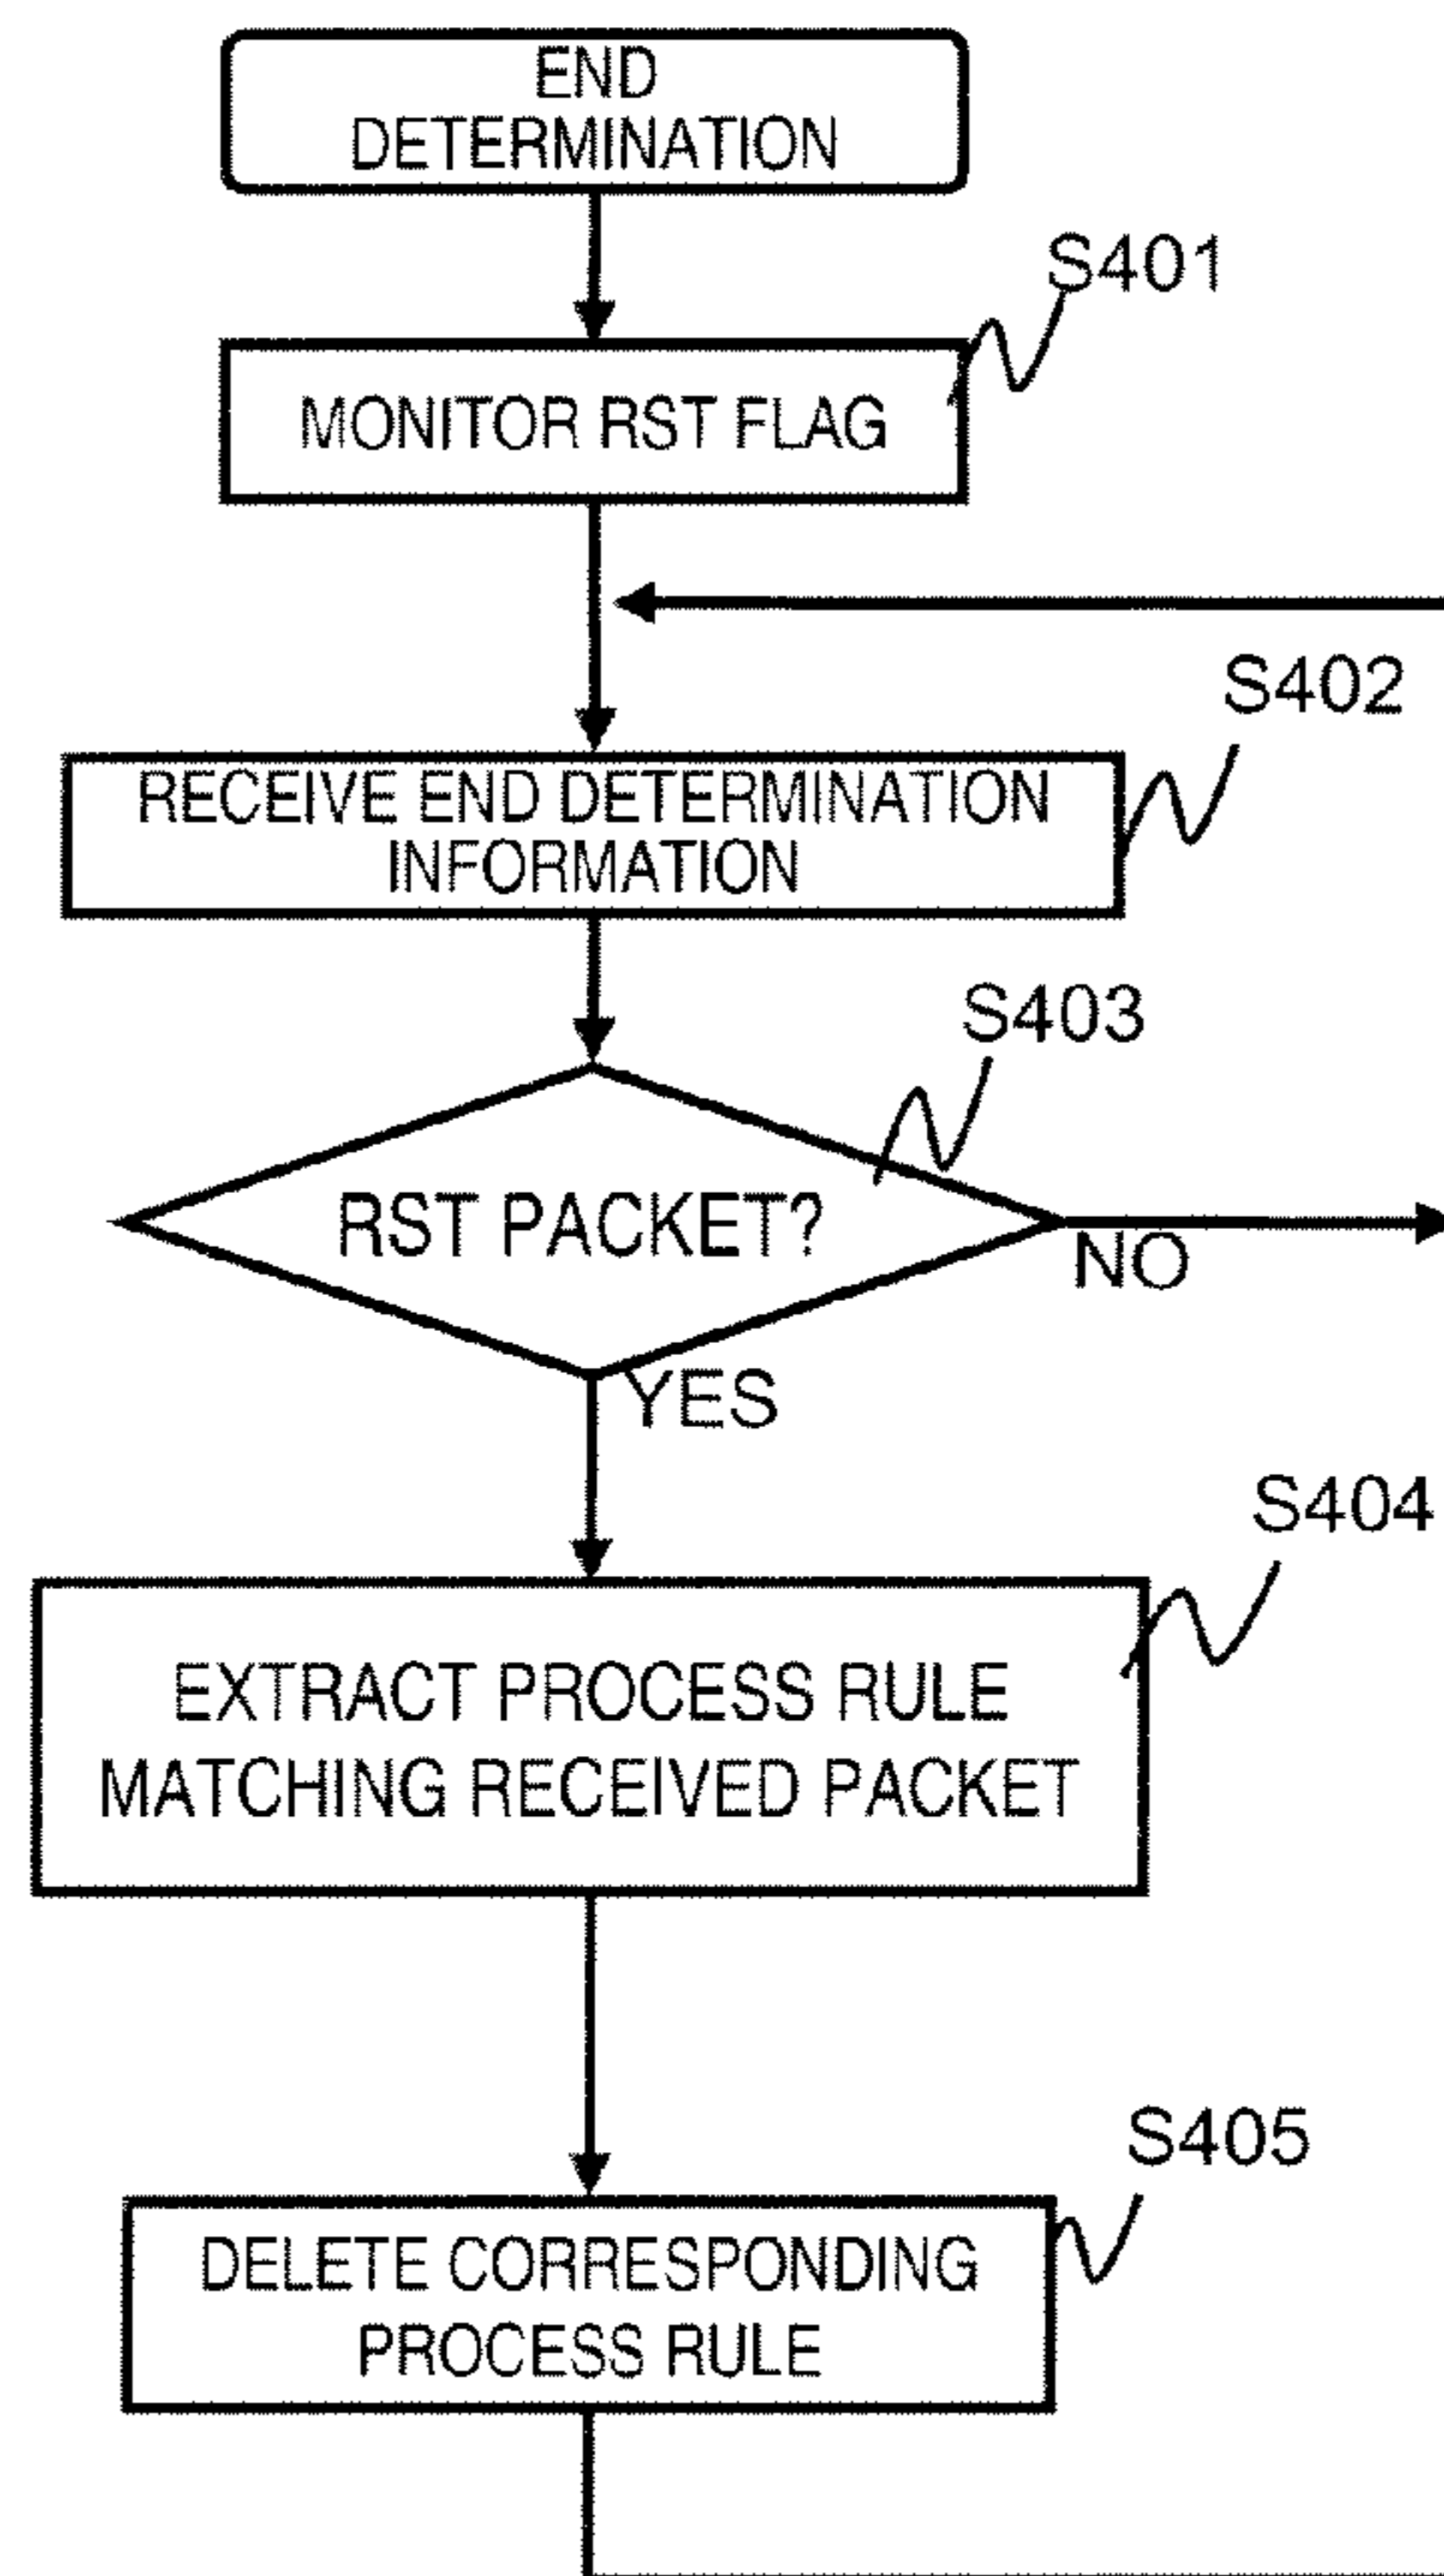 END
DETERMINATION
S401
MONITOR RST FLAG
S402
RECEIVE END DETERMINATION
INFORMATION
S403
RST PACKET?
NO
YES
S404
EXTRACT PROCESS RULE
MATCHING RECEIVED PACKET
S405
DELETE CORRESPONDING
PROCESS RULE